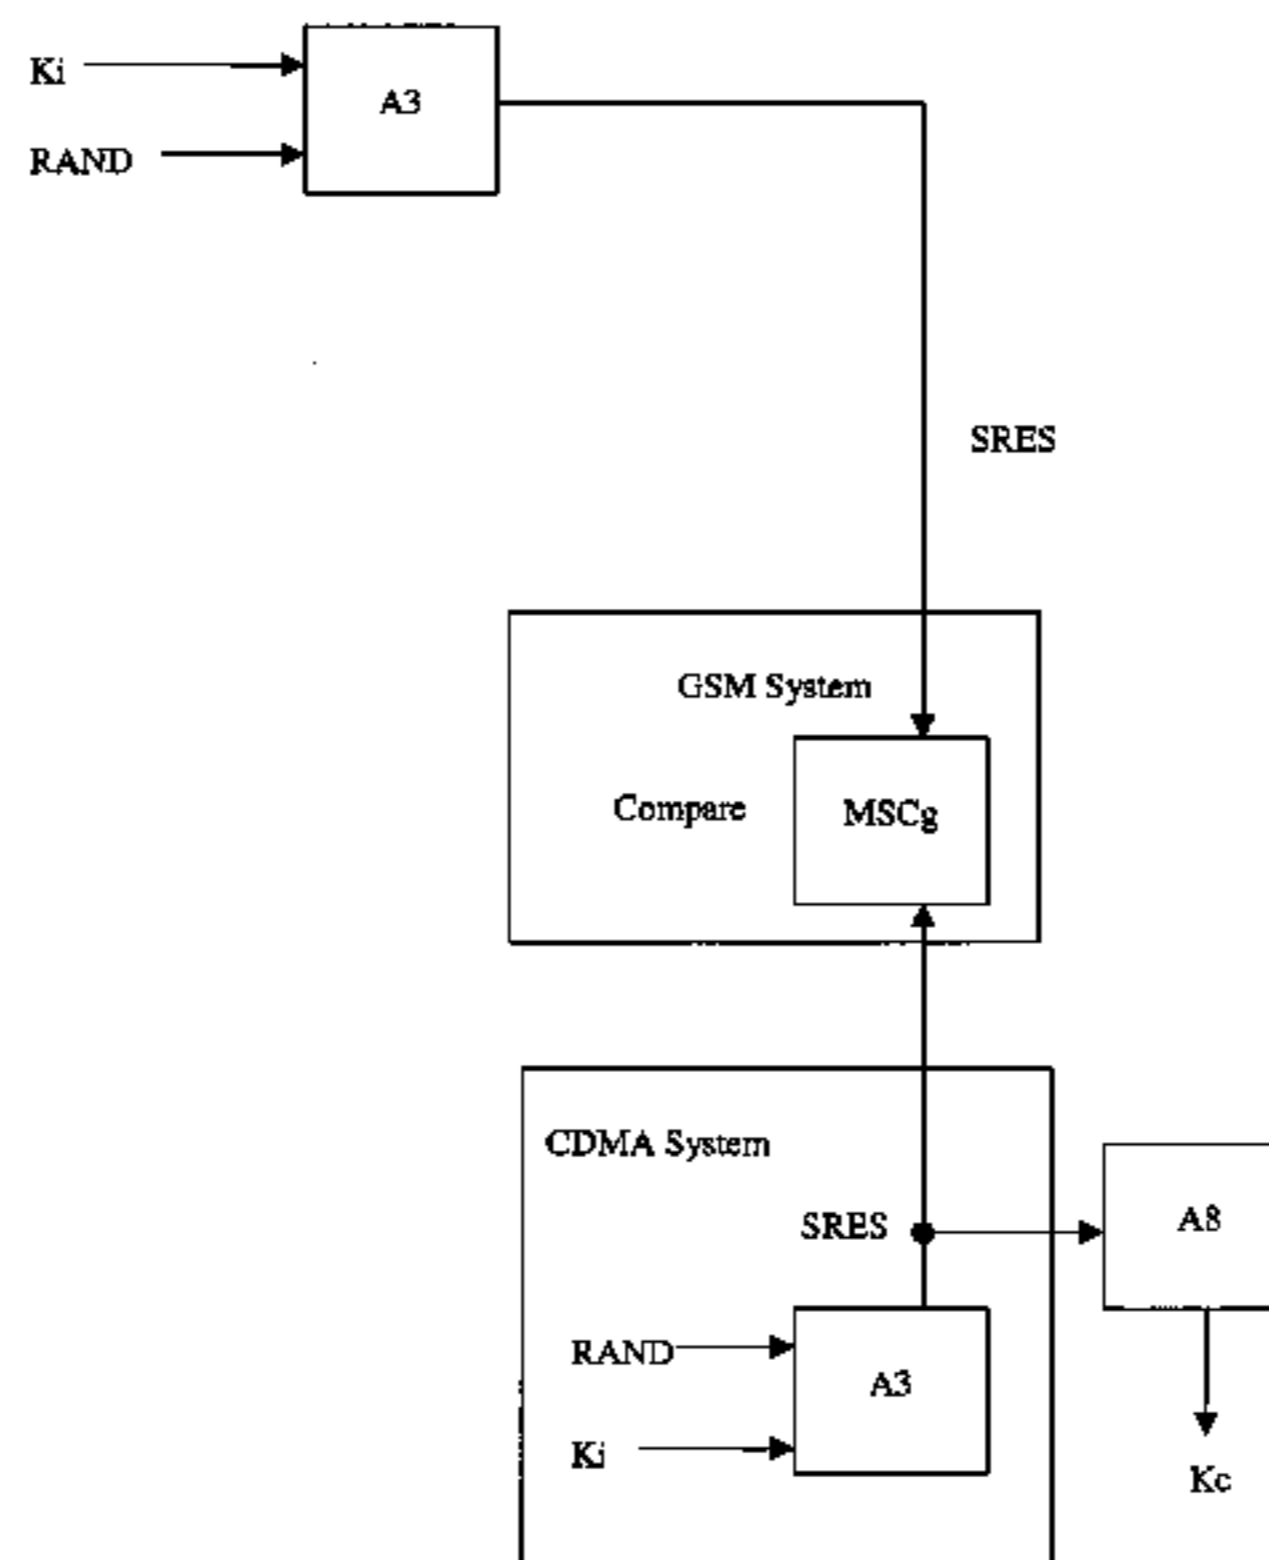 Ki
A3
RAND
SRES
GSM System
Compare
MSCg
CDMA System
SRES
A8
RAND
A3
Ki
Kc